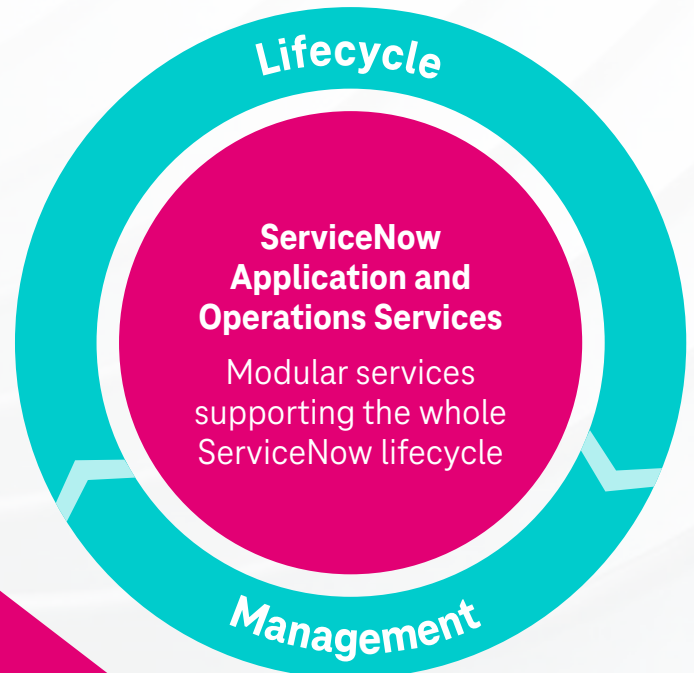 Lifecycle
ServiceNow
Application and
Operations Services
Modular services
supporting the whole
ServiceNow lifecycle
Management